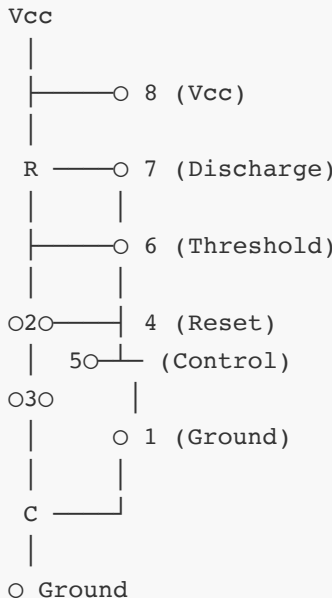 Vcc
8 (Vcc)
R 7 (Discharge)
6 (Threshold)
2 4 (Reset)
5 (Control)
3
1 (Ground)
C
Ground